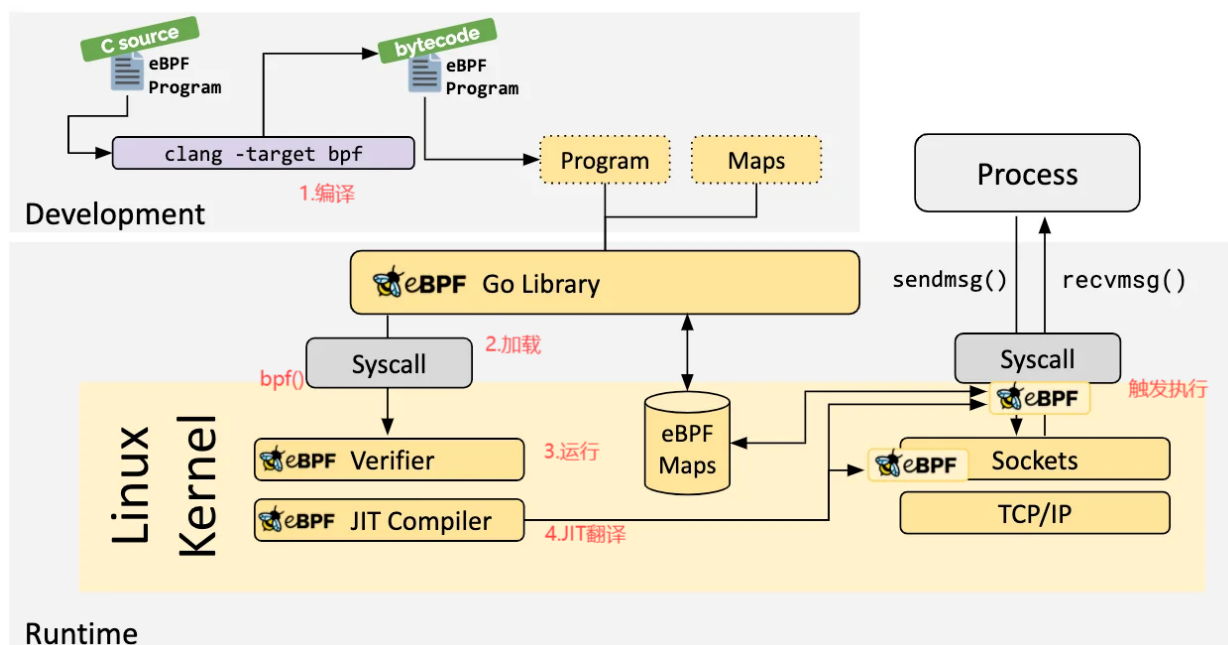 C source
eBPF
Program
bytecode
eBPF
Program
clang -target bpf
1.编译
Program
Maps
Development
Process
sendmsg()
recvmsg()
eBPF Go Library
Syscall
2.加载
bpf()
Syscall
eBPF
触发执行
Linux
Kernel
eBPF Verifier
3.运行
eBPF
Maps
eBPF
Sockets
eBPF JIT Compiler
4.JIT翻译
TCP/IP
Runtime